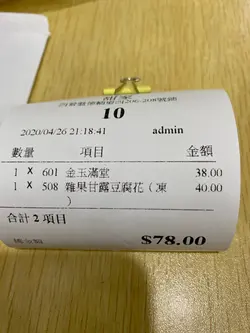 甜家
10
2020/04/26 21:18:41 admin
數量 項目 金額
1 X 601 金玉滿堂 38.00
1 X 508 雜果甘露豆腐花（凍 40.00
）
合計 2 項目
$78.00